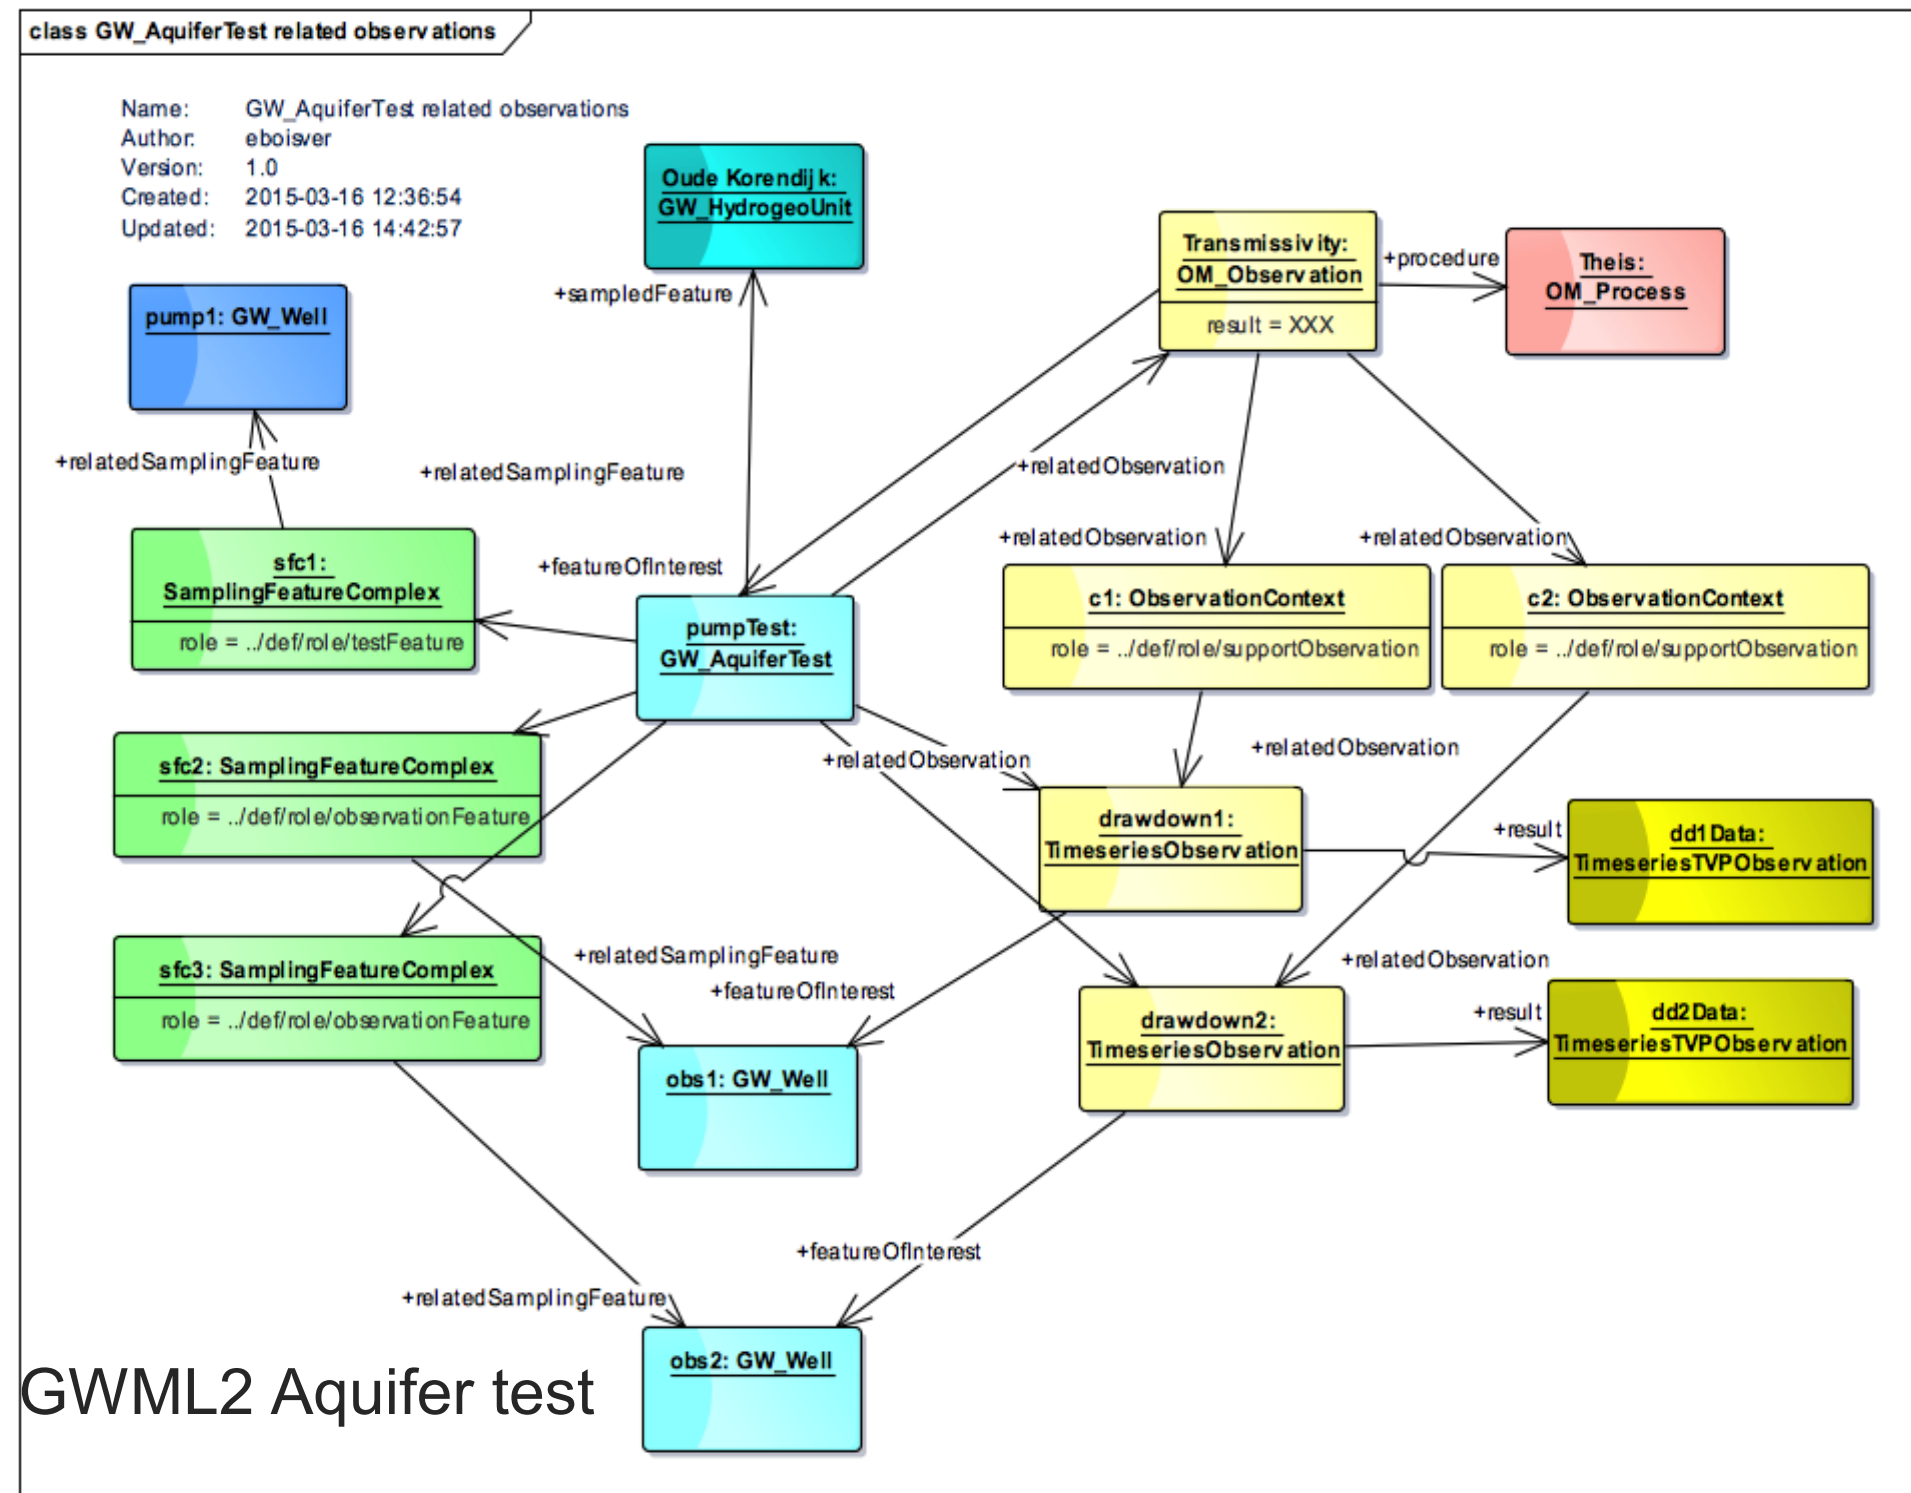 class GW_AquiferTest related observations
Name: GW_AquiferTest related observations
Author: eboisver
Version: 1.0
Created: 2015-03-16 12:36:54
Updated: 2015-03-16 14:42:57
Oude Korendijk:
GW_HydrogeoUnit
+sampledFeature
Transmissivity:
OM_Observation
result = XXX
+procedure
Theis:
OM_Process
pump1: GW_Well
+relatedSamplingFeature
+relatedSamplingFeature
+relatedObservation
+relatedObservation
+relatedObservation
sfc1:
SamplingFeatureComplex
role = ../def/role/testFeature
+featureOfInterest
pumpTest:
GW_AquiferTest
c1: ObservationContext
role = ../def/role/supportObservation
c2: ObservationContext
role = ../def/role/supportObservation
sfc2: SamplingFeatureComplex
role = ../def/role/observationFeature
+relatedObservation
+relatedObservation
drawdown1:
TimeseriesObservation
+result
dd1Data:
TimeseriesTVPObservation
sfc3: SamplingFeatureComplex
role = ../def/role/observationFeature
+relatedSamplingFeature
+featureOfInterest
+relatedObservation
drawdown2:
TimeseriesObservation
+result
dd2Data:
TimeseriesTVPObservation
obs1: GW_Well
+featureOfInterest
+relatedSamplingFeature
obs2: GW_Well
GWML2 Aquifer test